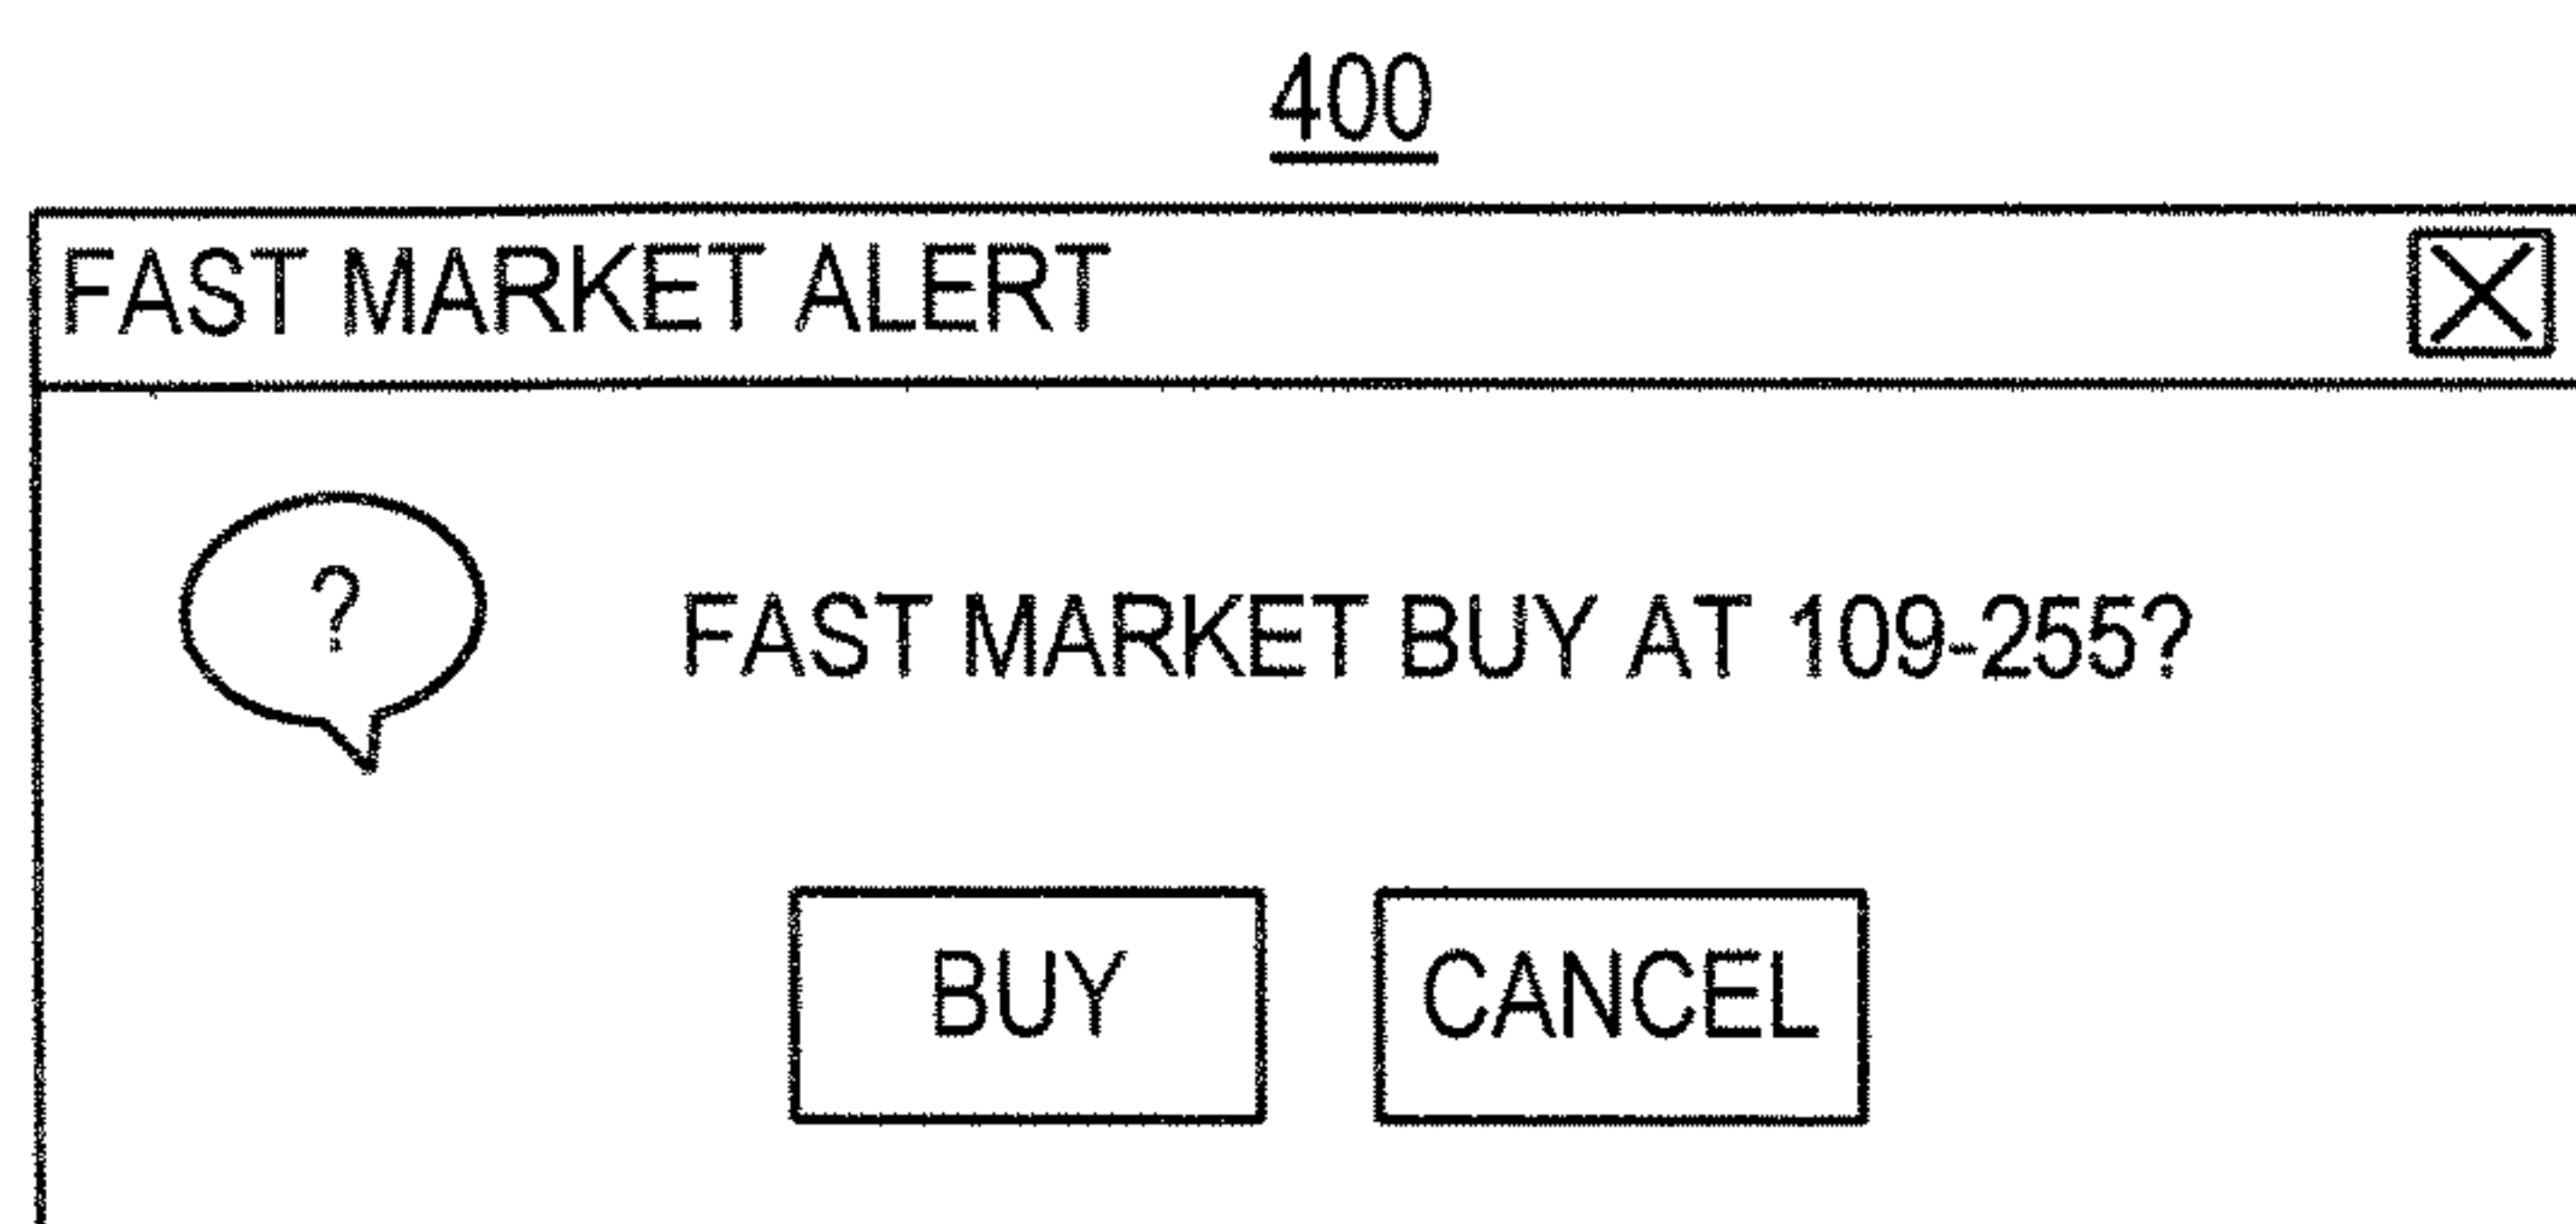 400
FAST MARKET ALERT
?
FAST MARKET BUY AT 109-255?
BUY
CANCEL